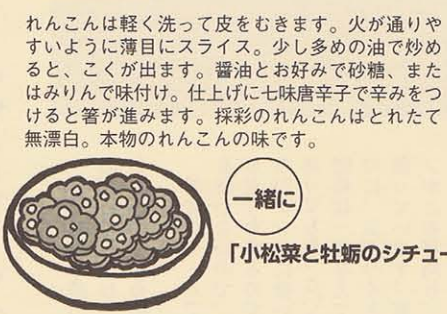 れんこんは軽く洗って皮をむきます。火が通りや
すいように薄目にスライス。少し多めの油で炒め
ると、こくが出ます。醤油とお好みで砂糖、また
はみりんで味付け。仕上げに七味唐辛子で辛みをつ
けると箸が進みます。採彩のれんこんはとれたて
無漂白。本物のれんこんの味です。
一緒に
「小松菜と牡蛎のシチュー